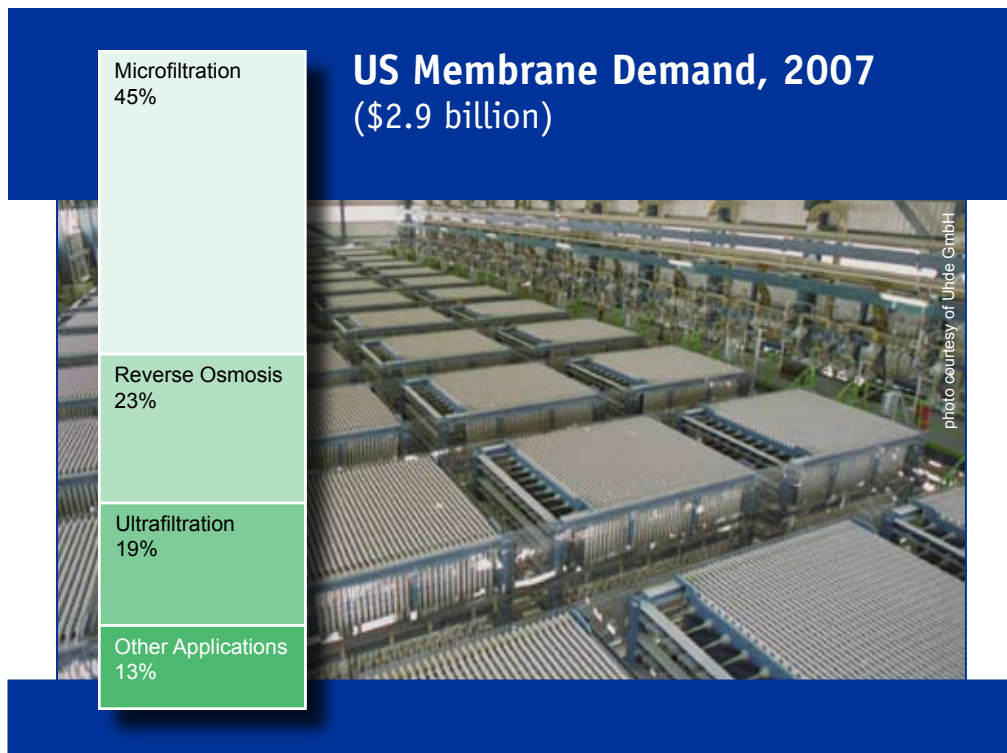 US Membrane Demand, 2007
($2.9 billion)
Microfiltration
45%
Reverse Osmosis
23%
Ultrafiltration
19%
Other Applications
13%
photo courtesy of Uhde GmbH